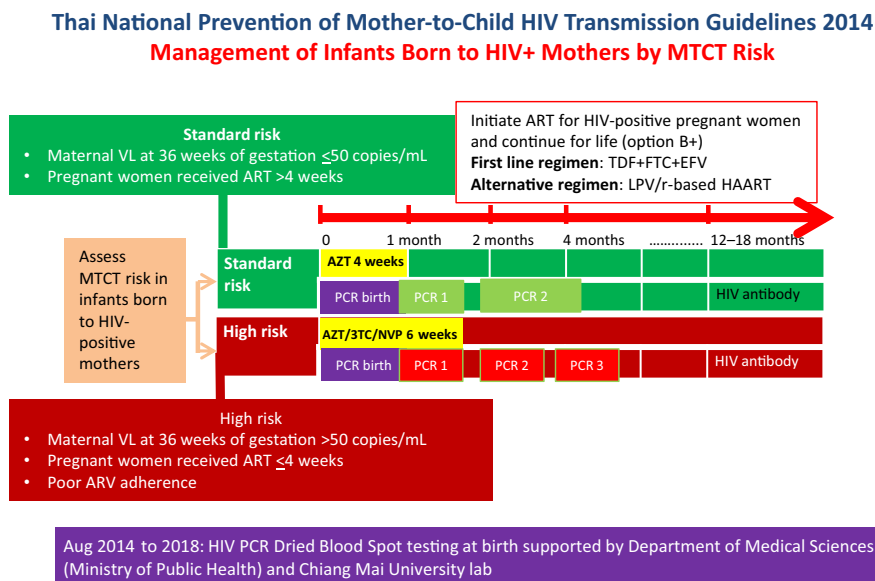 Thai National Prevention of Mother-to-Child HIV Transmission Guidelines 2014
Management of Infants Born to HIV+ Mothers by MTCT Risk
Standard risk
• Maternal VL at 36 weeks of gestation ≤50 copies/mL
• Pregnant women received ART >4 weeks
Initiate ART for HIV-positive pregnant women
and continue for life (option B+)
First line regimen: TDF+FTC+EFV
Alternative regimen: LPV/r-based HAART
0 1 month 2 months 4 months …….......... 12–18 months
Assess
MTCT risk in
infants born
to HIV-
positive
mothers
Standard
risk
AZT 4 weeks
PCR birth PCR 1 PCR 2 HIV antibody
High risk
AZT/3TC/NVP 6 weeks
PCR birth PCR 1 PCR 2 PCR 3 HIV antibody
High risk
• Maternal VL at 36 weeks of gestation >50 copies/mL
• Pregnant women received ART ≤4 weeks
• Poor ARV adherence
Aug 2014 to 2018: HIV PCR Dried Blood Spot testing at birth supported by Department of Medical Sciences
(Ministry of Public Health) and Chiang Mai University lab